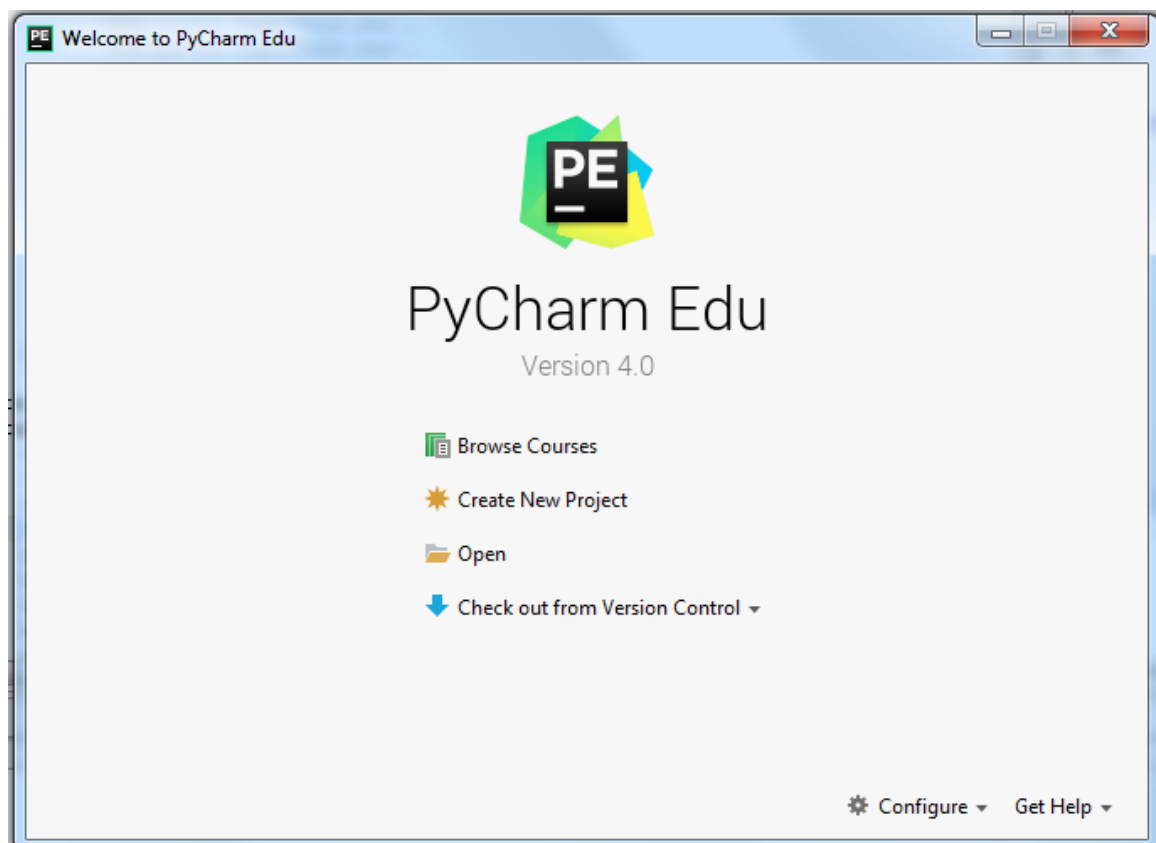 PE Welcome to PyCharm Edu
PE
PyCharm Edu
Version 4.0
Browse Courses
Create New Project
Open
Check out from Version Control
Configure Get Help